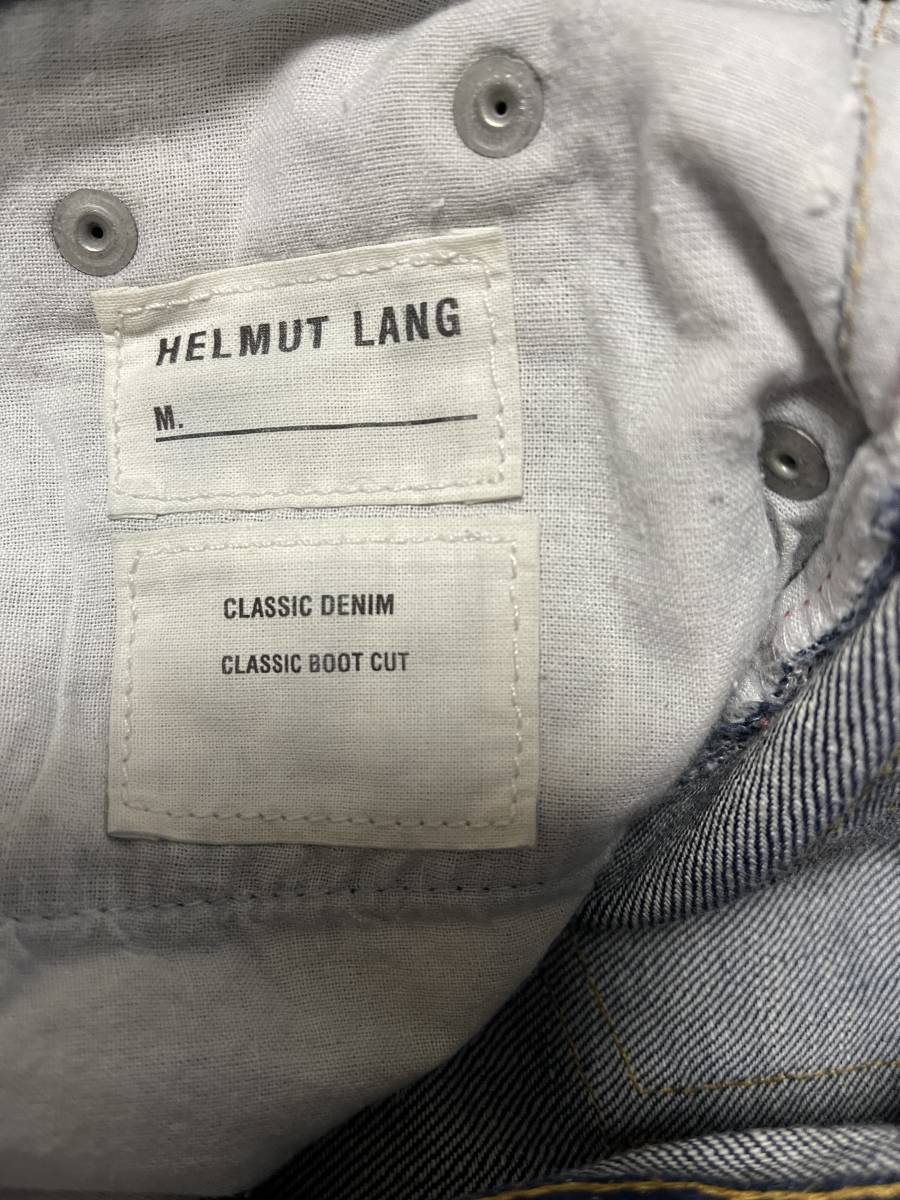 HELMUT LANG
M.
CLASSIC DENIM
CLASSIC BOOT CUT